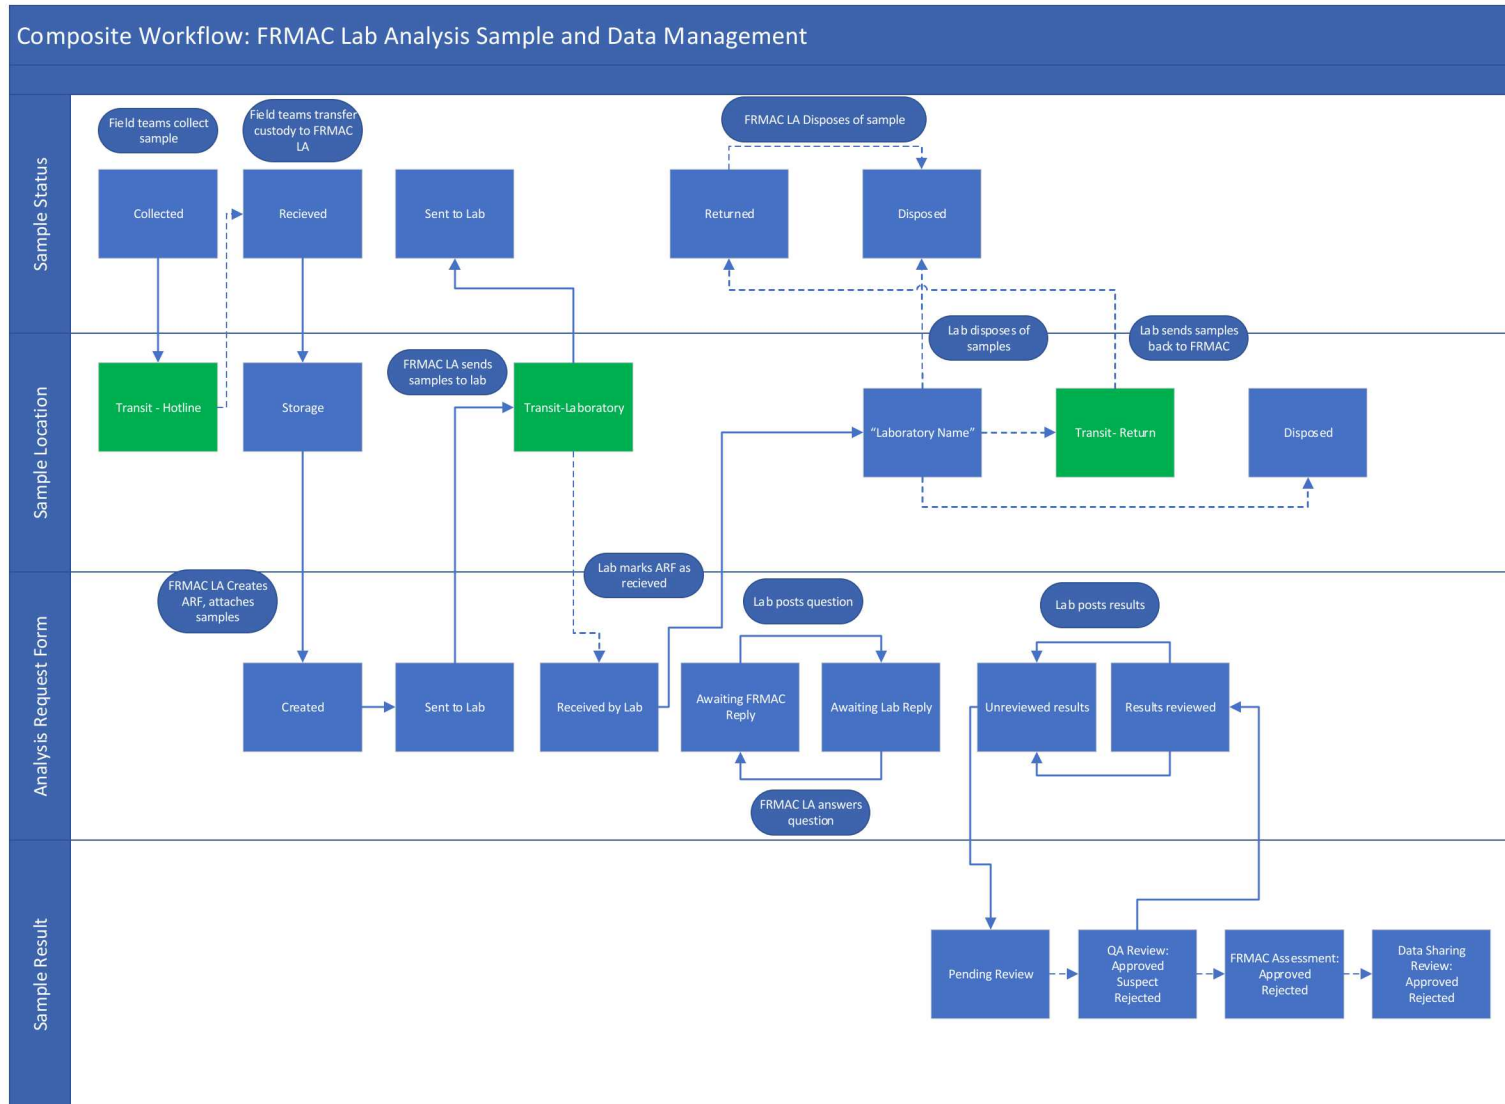 Composite Workflow: FRMAC Lab Analysis Sample and Data Management
Sample Status
Field teams collect
sample
Field teams transfer
custody to FRMAC
LA
FRMAC LA Disposes of sample
Collected
Recieved
Sent to Lab
Returned
Disposed
Sample Location
Lab disposes of
samples
Lab sends samples
back to FRMAC
FRMAC LA sends
samples to lab
Transit - Hotline
Storage
Transit-Laboratory
“Laboratory Name”
Transit- Return
Disposed
Analysis Request Form
Lab marks ARF as
recieved
FRMAC LA Creates
ARF, attaches
samples
Lab posts question
Lab posts results
Created
Sent to Lab
Received by Lab
Awaiting FRMAC
Reply
Awaiting Lab Reply
Unreviewed results
Results reviewed
FRMAC LA answers
question
Sample Result
Pending Review
QA Review:
Approved
Suspect
Rejected
FRMAC Assessment:
Approved
Rejected
Data Sharing
Review:
Approved
Rejected